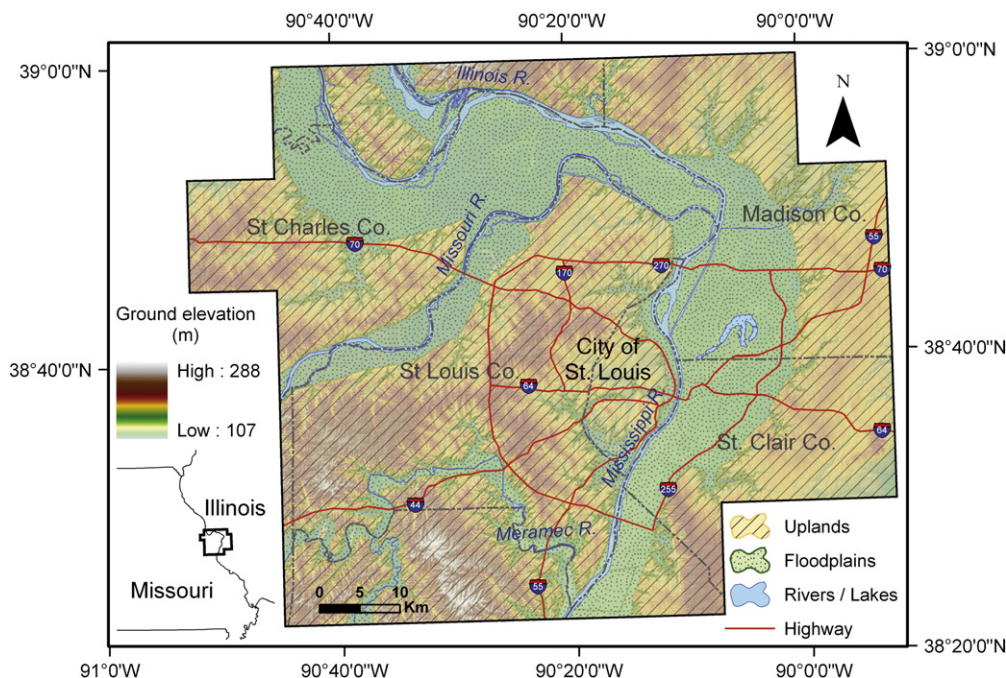 90°40'0"W
90°20'0"W
90°00'0"W
39°0'0"N
39°0'0"N
Illinois R.
N
St Charles Co.
Missouri R.
Madison Co.
70
55
170
270
70
Ground elevation
(m)
High : 288
Low : 107
City of
St. Louis
38°40'0"N
38°40'0"N
St Louis Co.
64
Mississippi R.
St. Clair Co.
64
255
44
Meramec R.
55
Illinois
Missouri
0 5 10
Km
Uplands
Floodplains
Rivers / Lakes
Highway
38°20'0"N
91°0'0"W
90°40'0"W
90°20'0"W
90°00'0"W